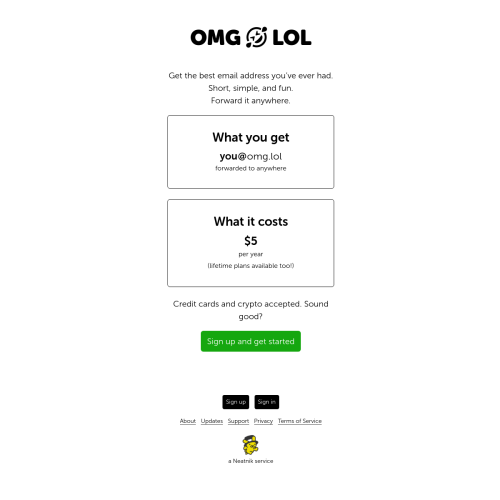 OMG LOL
Get the best email address you've ever had.
Short, simple, and fun.
Forward it anywhere.
What you get
you@omg.lol
forwarded to anywhere
What it costs
$5
per year
(lifetime plans available too!)
Credit cards and crypto accepted. Sound
good?
Sign up and get started
Sign up Sign in
About Updates Support Privacy Terms of Service
a Neatnik service